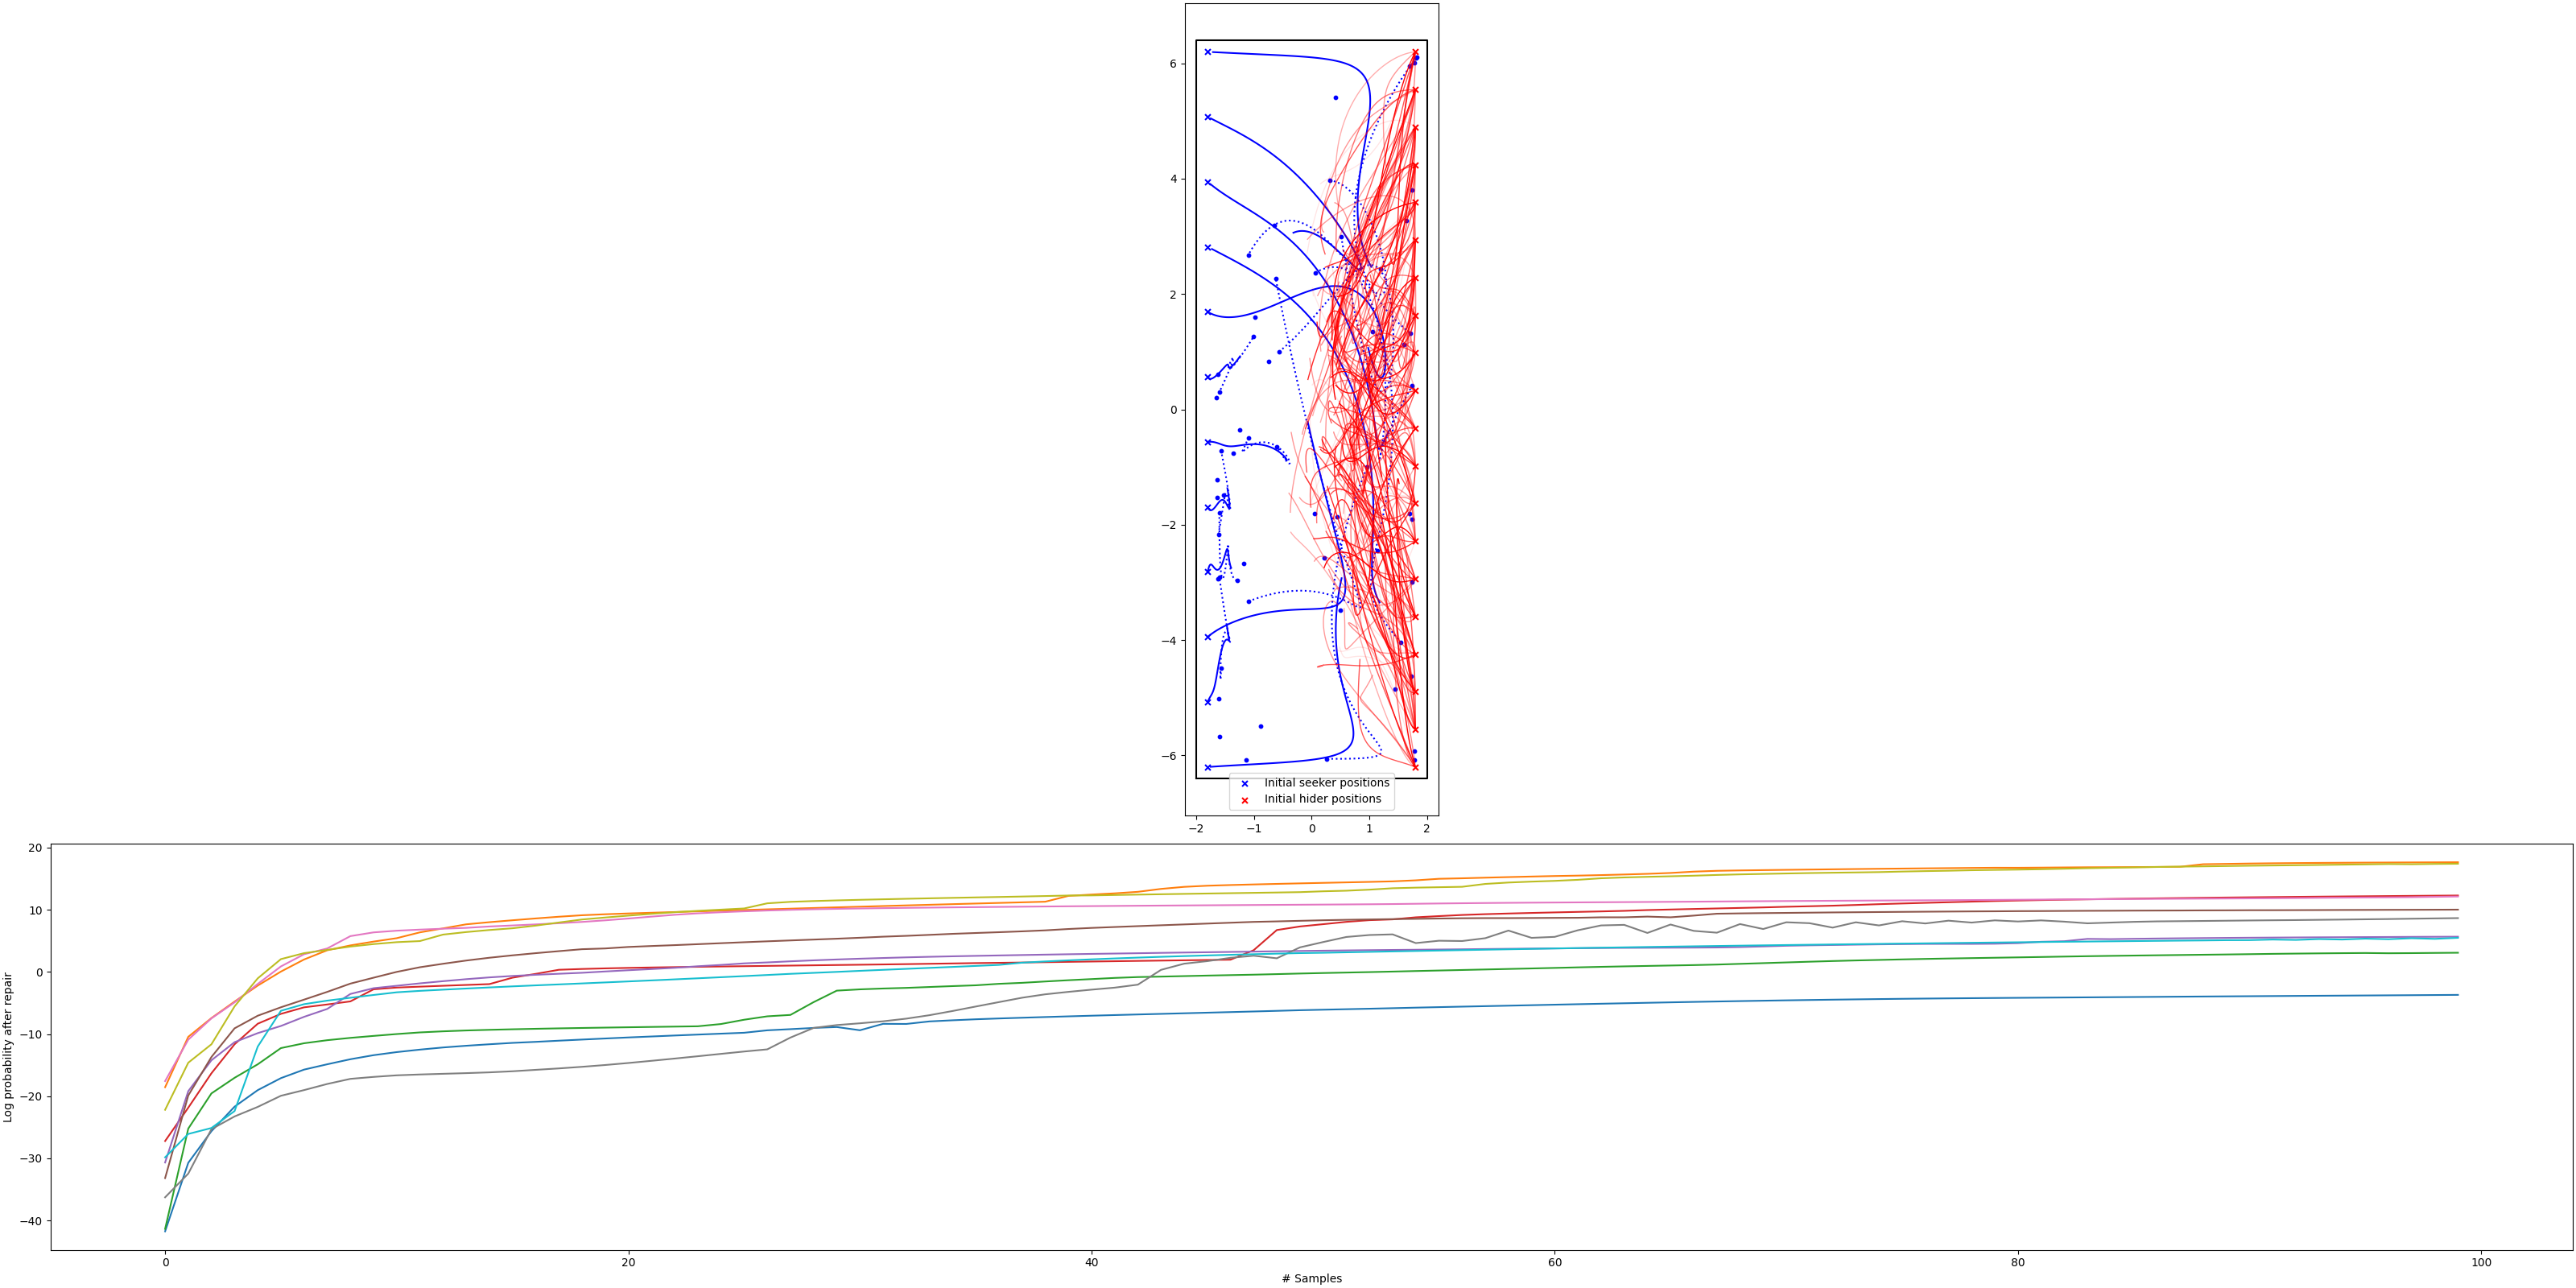 6
4
2
0
−2
−4
−6
Initial seeker positions
Initial hider positions
−2 −1 0 1 2
20
10
0
−10
−20
−30
−40
Log probability after repair
0 20 40 60 80 100
# Samples